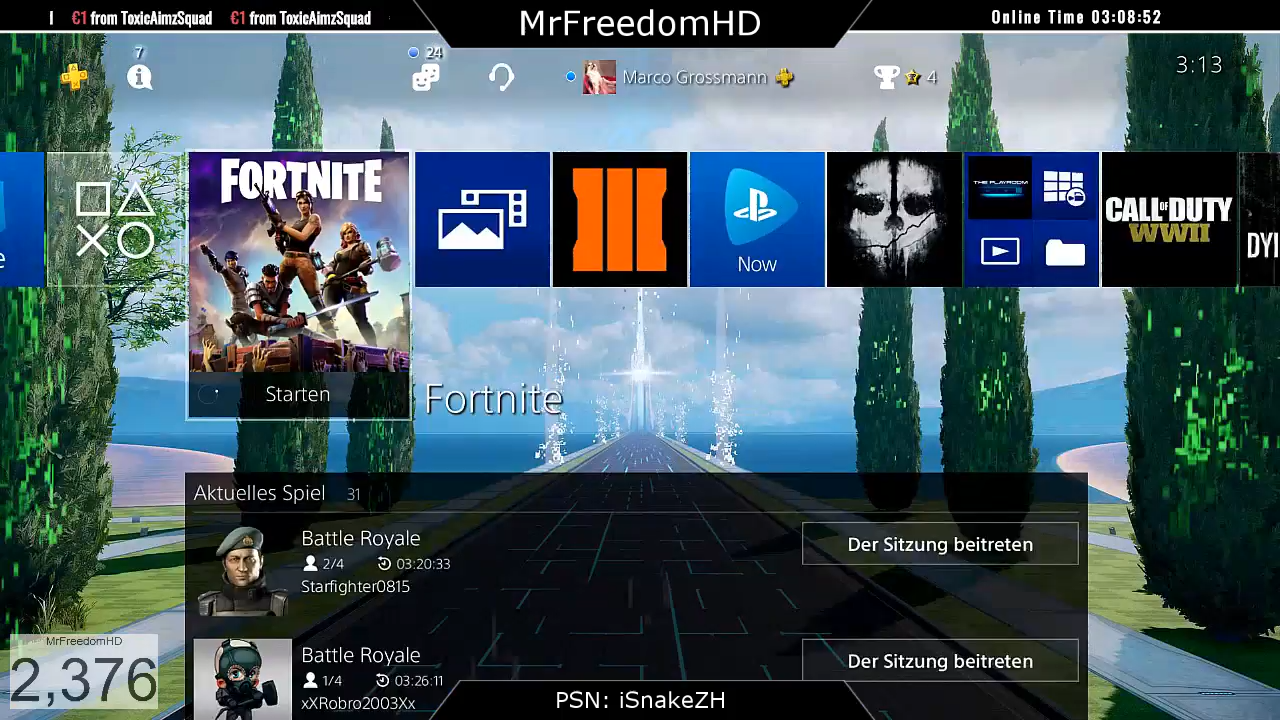 €1 from ToxicAimzSquad €1 from ToxicAimzSquad
MrFreedomHD
Online Time 03:08:52
7
24
Marco Grossmann
4
3:13
FORTNITE
Starten
Fortnite
Now
THE PLAYROOM
CALL OF DUTY
WWII
DYI
Aktuelles Spiel 31
Battle Royale
2/4 03:20:33
Starfighter0815
Der Sitzung beitreten
Battle Royale
1/4 03:26:11
xXRobro2003Xx
Der Sitzung beitreten
MrFreedomHD
2,376
PSN: iSnakeZH